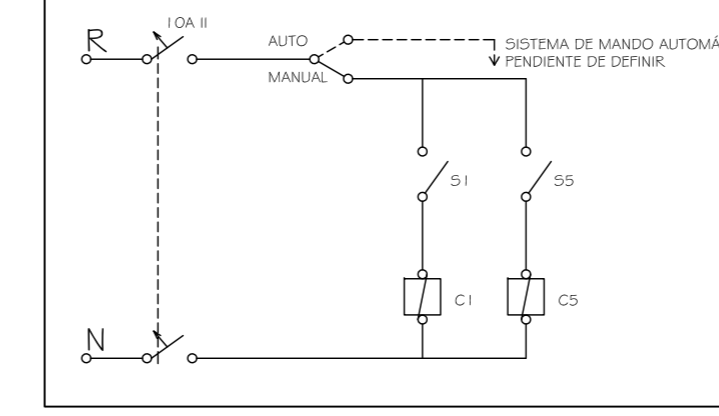 R
10A II
AUTO
MANUAL
SISTEMA DE MANDO AUTOMÁ
PENDIENTE DE DEFINIR
S1
S5
C1
C5
N